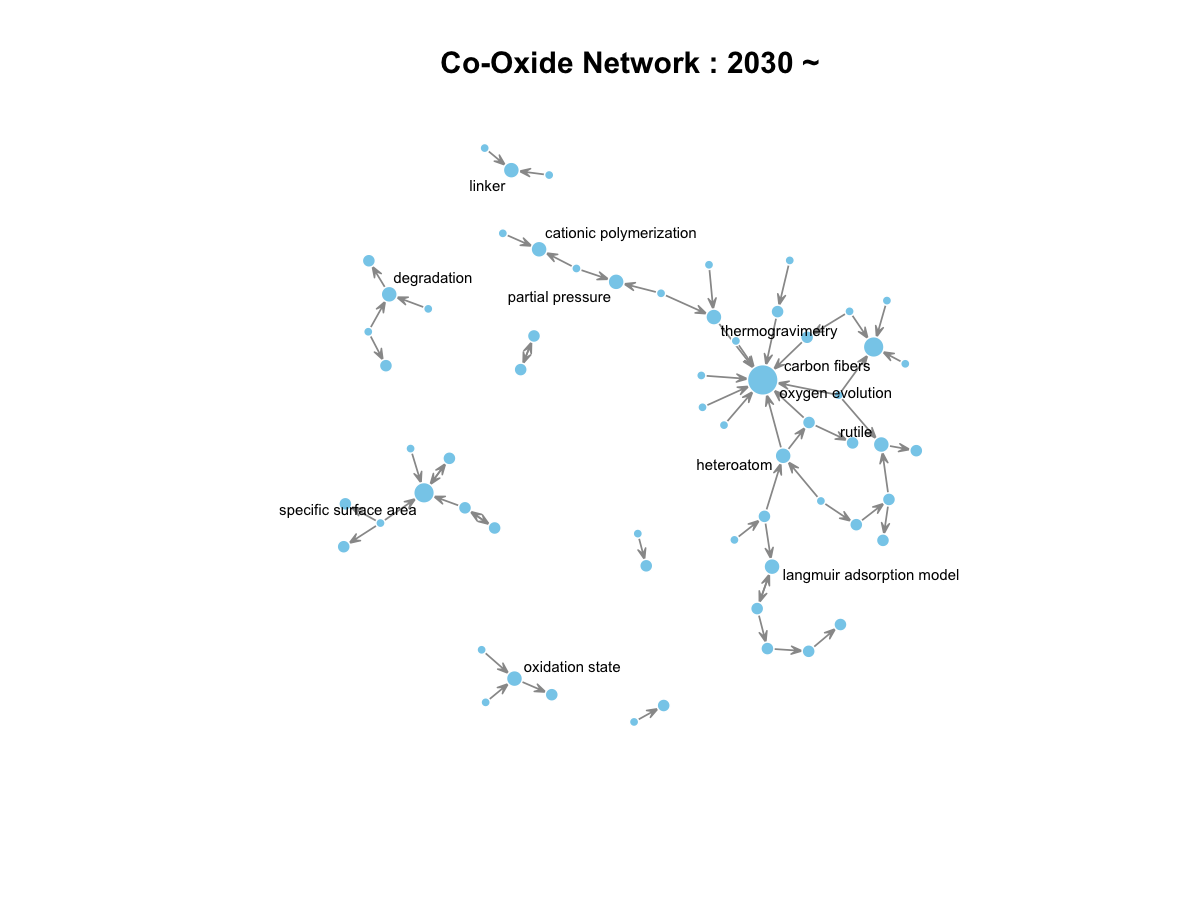 Co-Oxide Network : 2030 ~
linker
cationic polymerization
degradation
partial pressure
thermogravimetry
carbon fibers
oxygen evolution
rutile
heteroatom
specific surface area
langmuir adsorption model
oxidation state